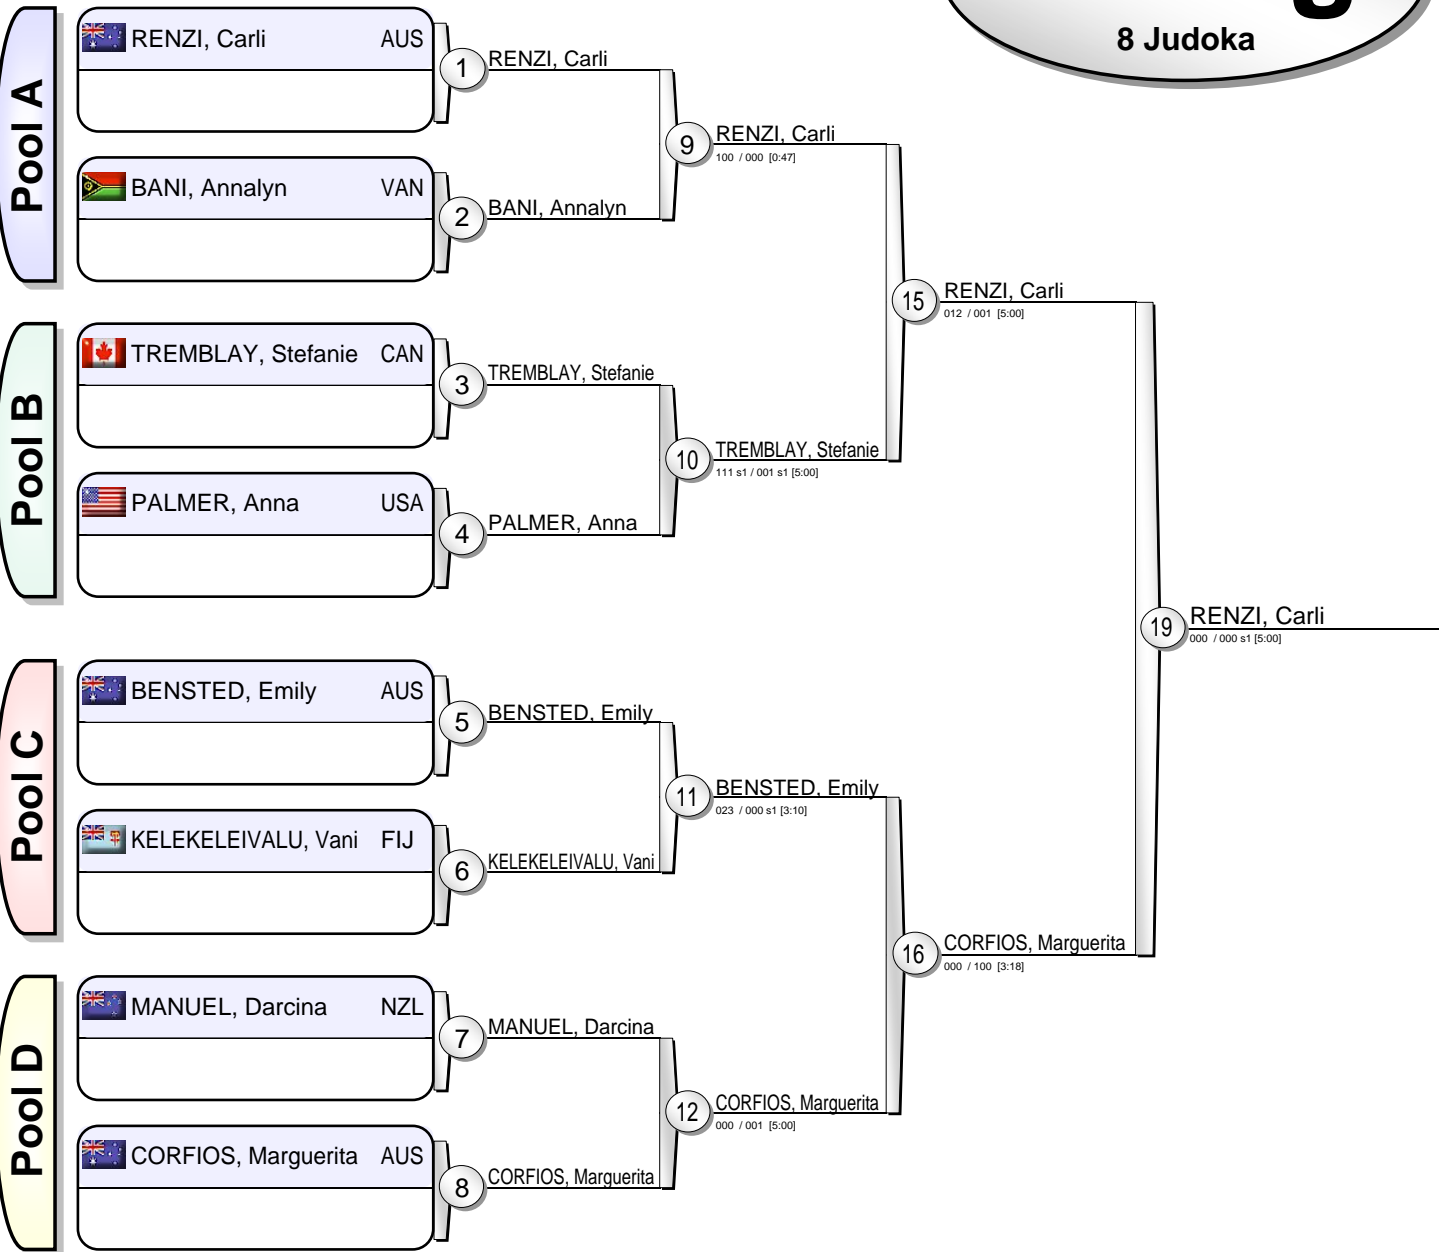 8 Judoka
Pool A
RENZI, Carli AUS
1
RENZI, Carli
BANI, Annalyn VAN
2
BANI, Annalyn
9
RENZI, Carli
100 / 000 [0:47]
Pool B
TREMBLAY, Stefanie CAN
3
TREMBLAY, Stefanie
PALMER, Anna USA
4
PALMER, Anna
10
TREMBLAY, Stefanie
111 s1 / 001 s1 [5:00]
15
RENZI, Carli
012 / 001 [5:00]
Pool C
BENSTED, Emily AUS
5
BENSTED, Emily
KELEKELEIVALU, Vani FIJ
6
KELEKELEIVALU, Vani
11
BENSTED, Emily
023 / 000 s1 [3:10]
Pool D
MANUEL, Darcina NZL
7
MANUEL, Darcina
CORFIOS, Marguerita AUS
8
CORFIOS, Marguerita
12
CORFIOS, Marguerita
000 / 001 [5:00]
16
CORFIOS, Marguerita
000 / 100 [3:18]
19
RENZI, Carli
000 / 000 s1 [5:00]